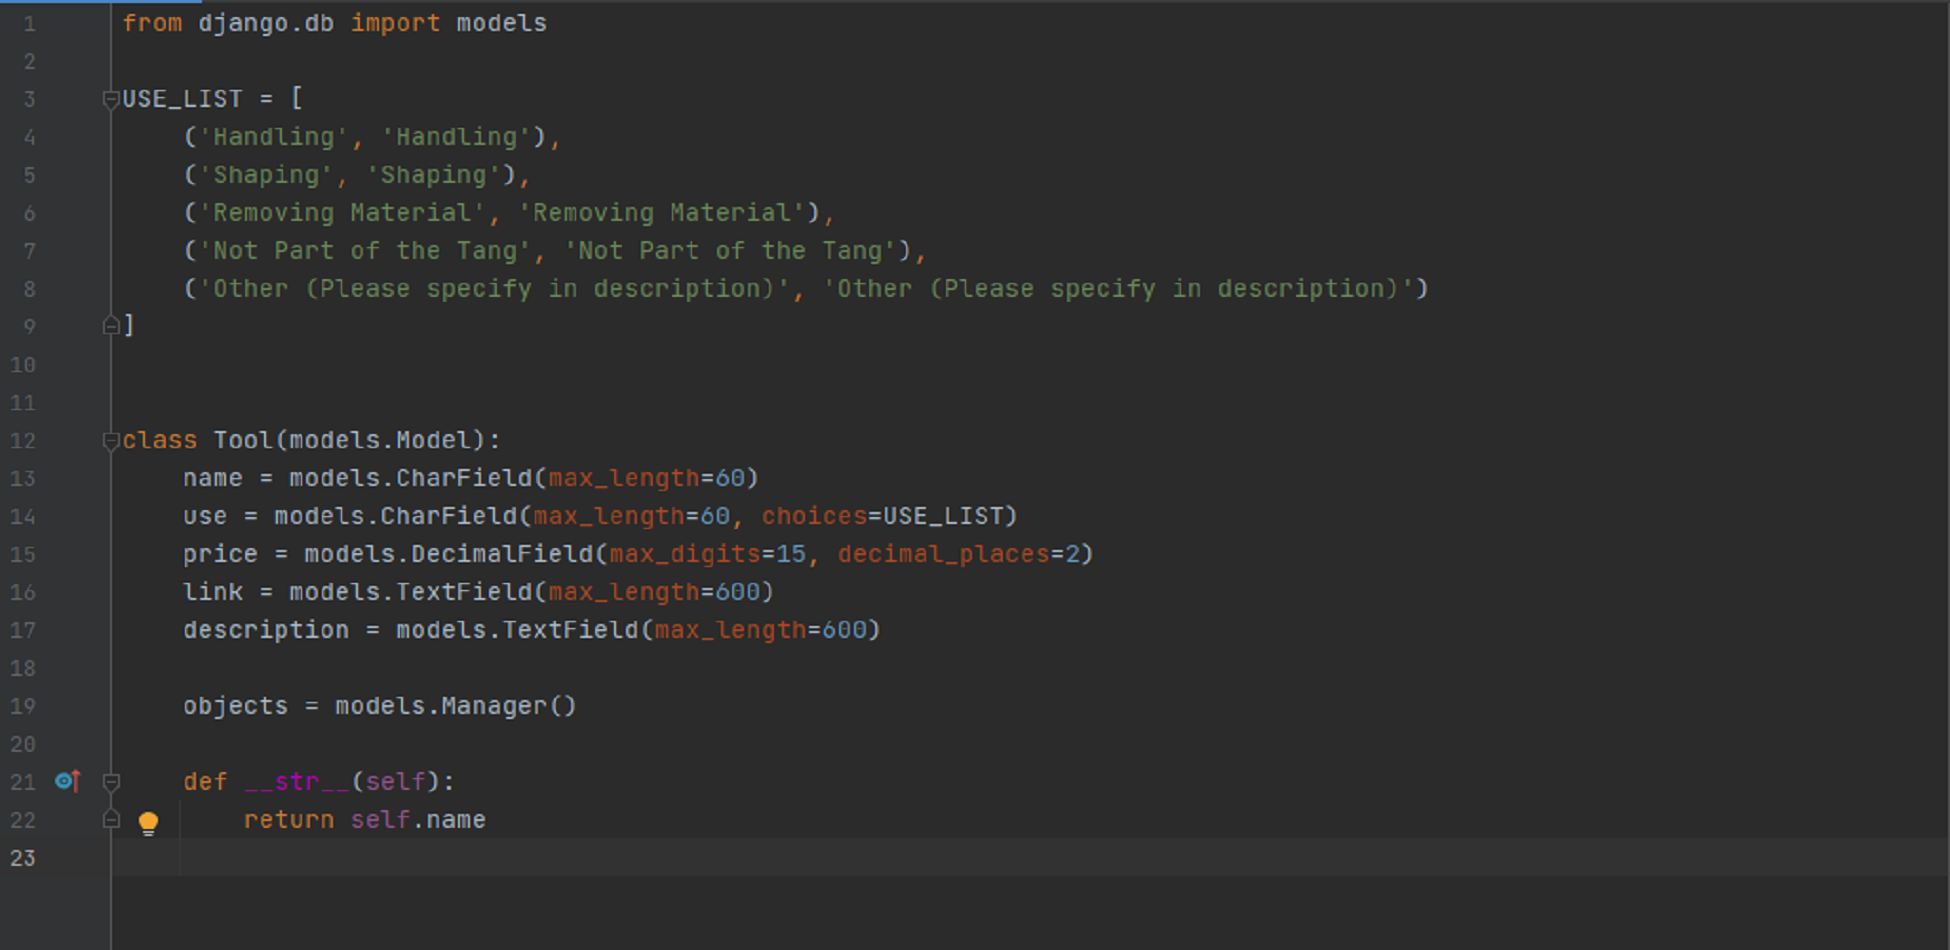 1 from django.db import models
2
3 USE_LIST = [
4     ('Handling', 'Handling'),
5     ('Shaping', 'Shaping'),
6     ('Removing Material', 'Removing Material'),
7     ('Not Part of the Tang', 'Not Part of the Tang'),
8     ('Other (Please specify in description)', 'Other (Please specify in description)')
9 ]
10
11
12 class Tool(models.Model):
13     name = models.CharField(max_length=60)
14     use = models.CharField(max_length=60, choices=USE_LIST)
15     price = models.DecimalField(max_digits=15, decimal_places=2)
16     link = models.TextField(max_length=600)
17     description = models.TextField(max_length=600)
18
19     objects = models.Manager()
20
21     def __str__(self):
22         return self.name
23